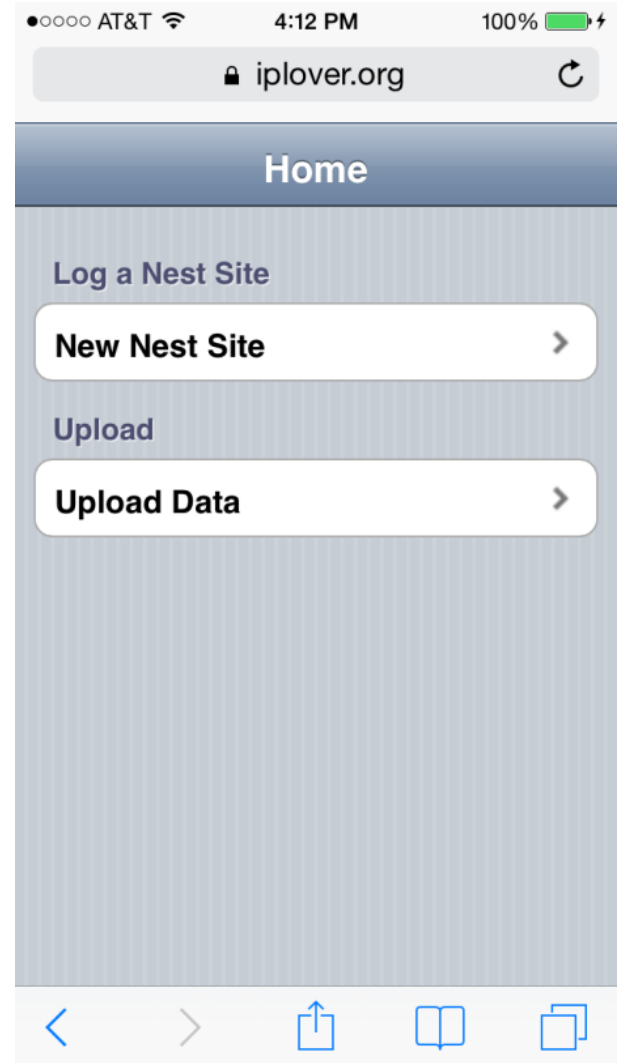 AT&T 4:12 PM 100%
iplover.org
Home
Log a Nest Site
New Nest Site
Upload
Upload Data